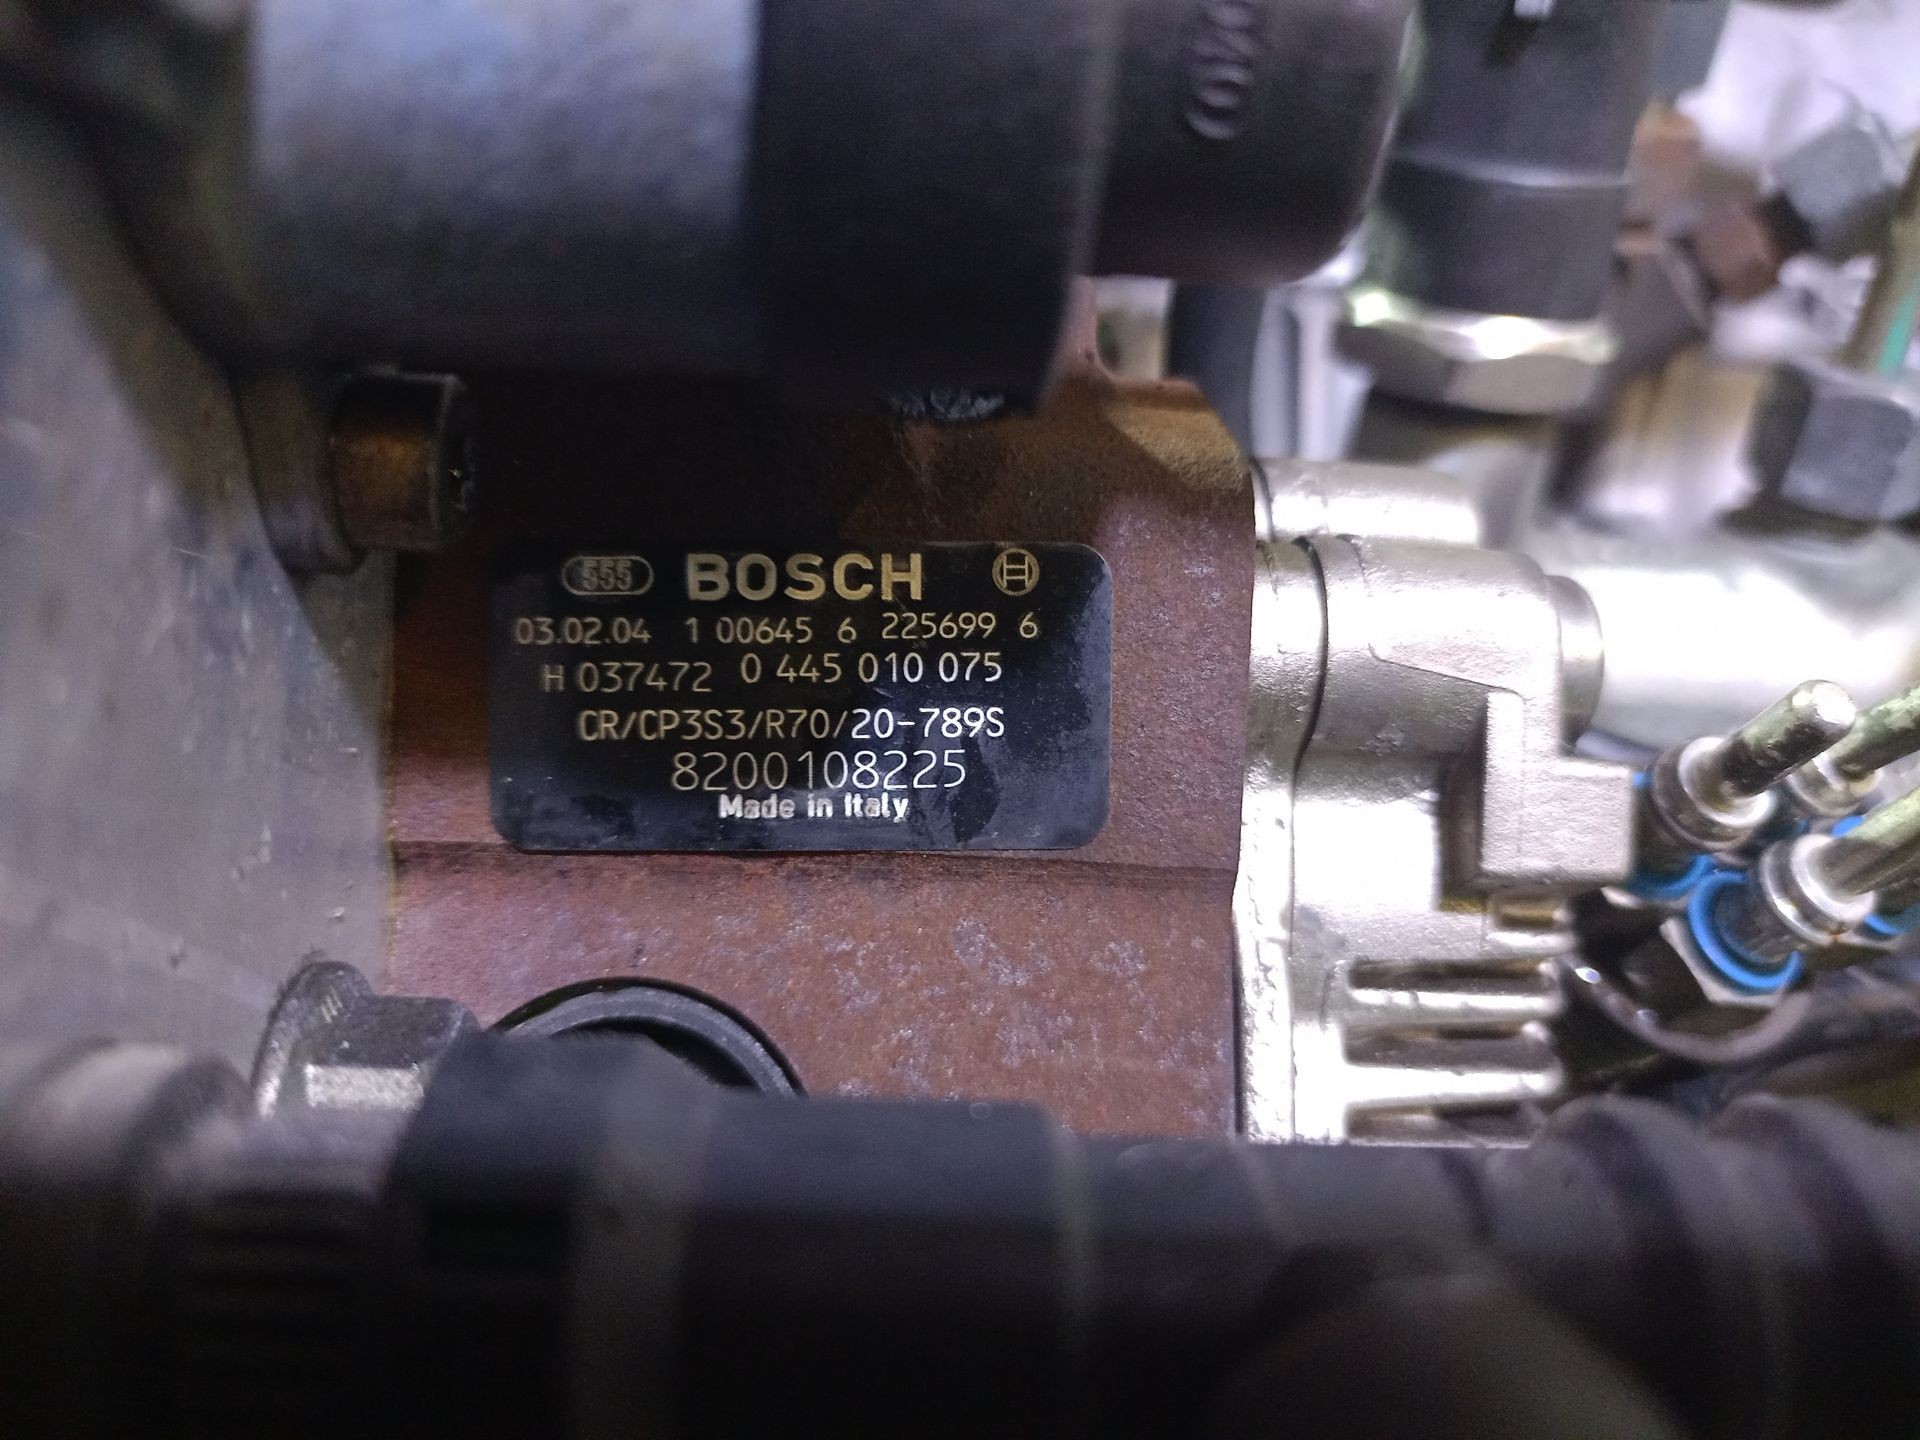 555 BOSCH
03.02.04 1 00645 6 225699 6
H 037472 0 445 010 075
CR/CP3S3/R70/20-789S
8200108225
Made in Italy